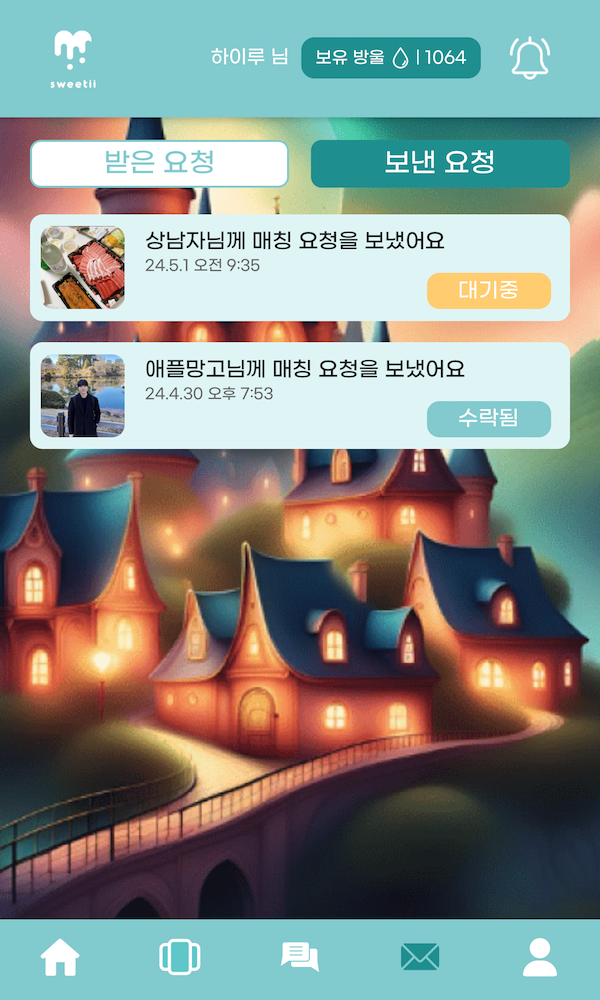 sweetii
하이루 님
보유 방울 | 1064
받은 요청
보낸 요청
상남자님께 매칭 요청을 보냈어요
24.5.1 오전 9:35
대기중
애플망고님께 매칭 요청을 보냈어요
24.4.30 오후 7:53
수락됨